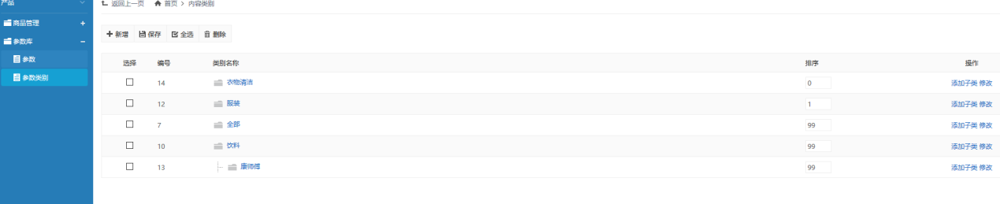 产品
返回上一页 首页 > 内容类别
商品管理 +
参数库 −
参数
参数类别
新增 保存 全选 删除
选择 编号 类别名称 排序 操作
14 衣物清洁 0 添加子类 修改
12 服装 1 添加子类 修改
7 全部 99 添加子类 修改
10 饮料 99 添加子类 修改
13 康师傅 99 添加子类 修改